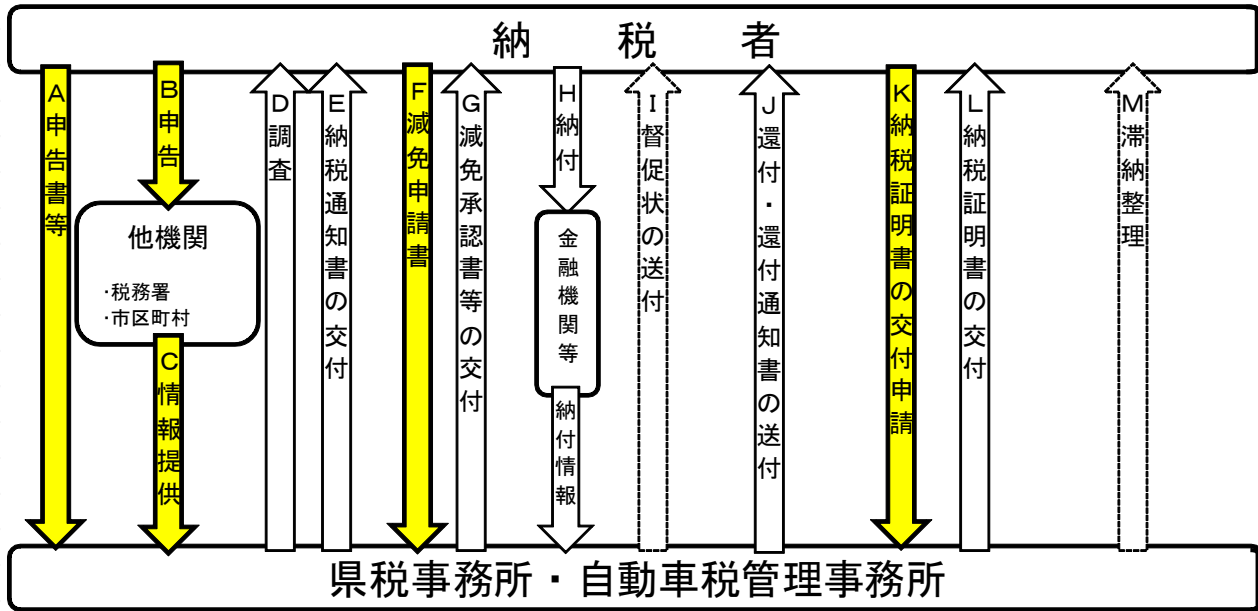 納税者
A申告書等
B申告
他機関
・税務署
・市区町村
C情報提供
D調査
E納税通知書の交付
F減免申請書
G減免承認書等の交付
H納付
金融機関等
納付情報
I督促状の送付
J還付・還付通知書の送付
K納税証明書の交付申請
L納税証明書の交付
M滞納整理
県税事務所・自動車税管理事務所